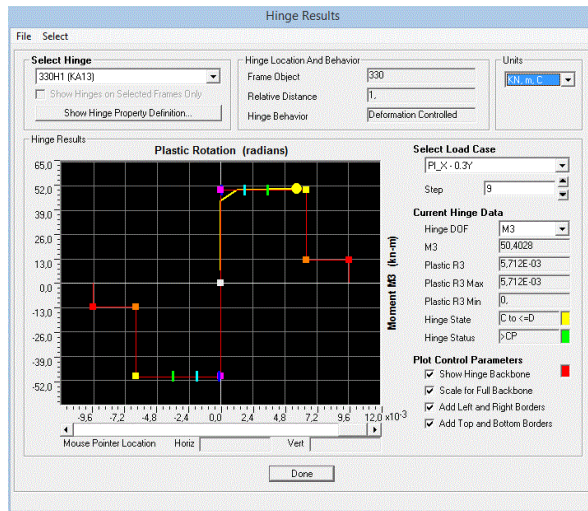 Hinge Results
File Select
Select Hinge
330H1 (KA13)
Show Hinges on Selected Frames Only
Show Hinge Property Definition...
Hinge Location And Behavior
Frame Object 330
Relative Distance 1,
Hinge Behavior Deformation Controlled
Units
KN, m, C
Hinge Results
Plastic Rotation (radians)
65,0
52,0
39,0
26,0
13,0
0,0
-13,0
-26,0
-39,0
-52,0
Moment M3 (kn-m)
-9,6 -7,2 -4,8 -2,4 0,0 2,4 4,8 7,2 9,6 12,0 x10 -3
Mouse Pointer Location Horiz Vert
Select Load Case
PI_X - 0.3Y
Step 9
Current Hinge Data
Hinge DOF M3
M3 50,4028
Plastic R3 5,712E-03
Plastic R3 Max 5,712E-03
Plastic R3 Min 0,
Hinge State C to <=D
Hinge Status >CP
Plot Control Parameters
Show Hinge Backbone
Scale for Full Backbone
Add Left and Right Borders
Add Top and Bottom Borders
Done